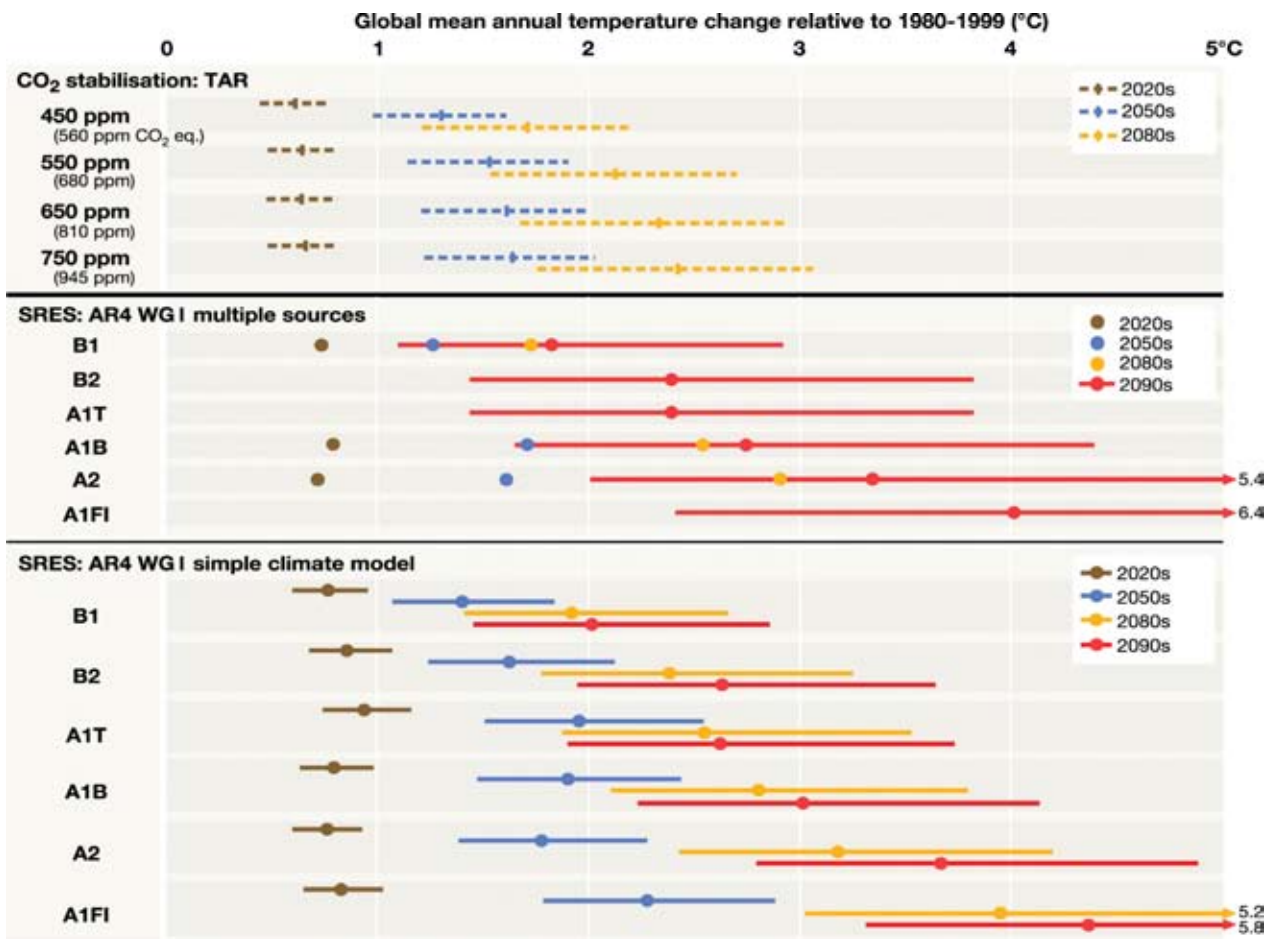 Global mean annual temperature change relative to 1980-1999 (°C)
0 1 2 3 4 5°C
CO2 stabilisation: TAR
450 ppm
(560 ppm CO2 eq.)
550 ppm
(680 ppm)
650 ppm
(810 ppm)
750 ppm
(945 ppm)
2020s
2050s
2080s
SRES: AR4 WG I multiple sources
B1
B2
A1T
A1B
A2
A1FI
2020s
2050s
2080s
2090s
5.4
6.4
SRES: AR4 WG I simple climate model
B1
B2
A1T
A1B
A2
A1FI
2020s
2050s
2080s
2090s
5.2
5.8